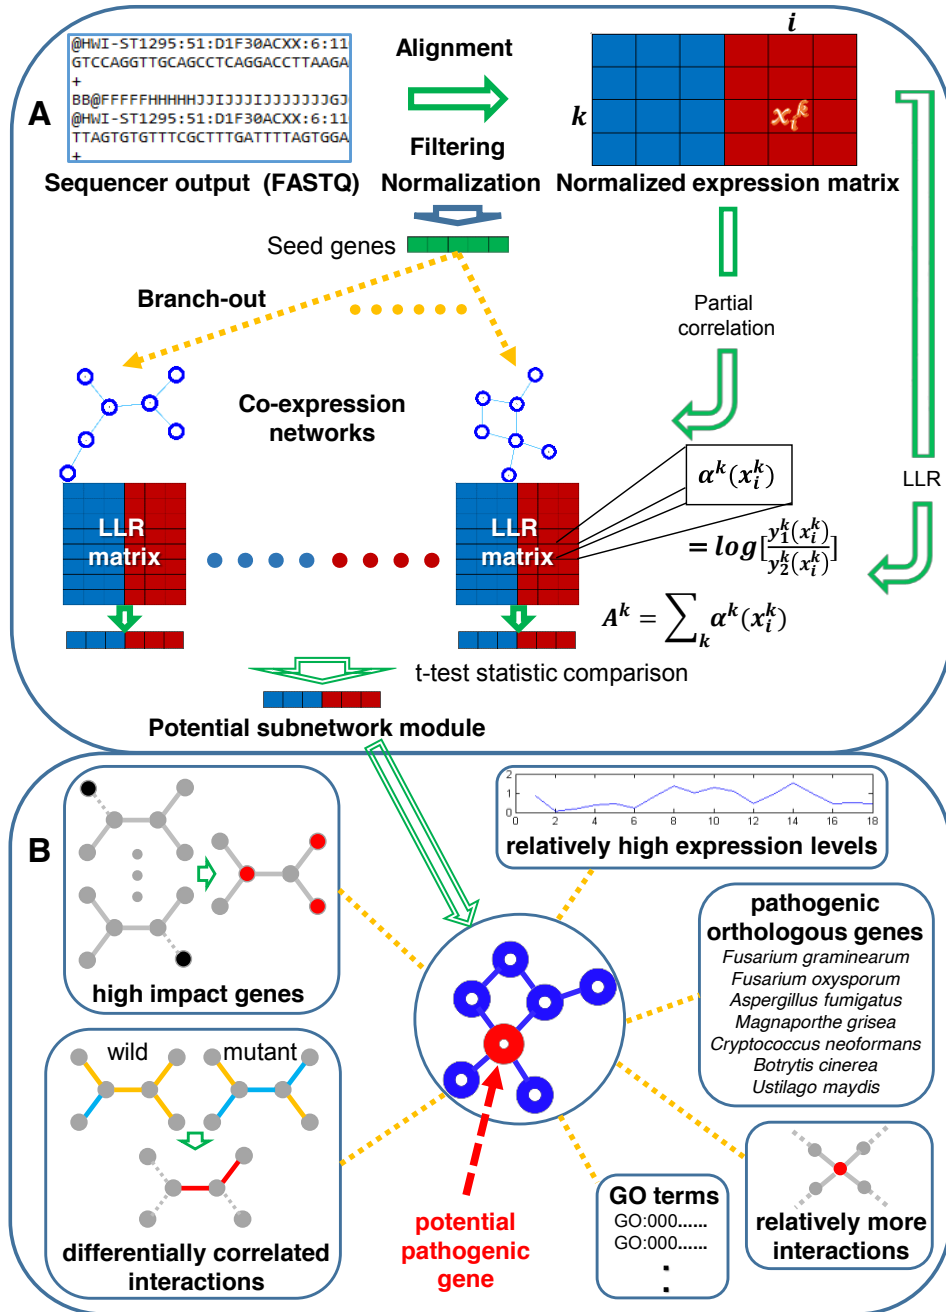 A
@HWI-ST1295:51:D1F30ACXX:6:11
GTCCAGGTTGCAGCCTCAGGACCTTAAGA
+
BB@FFFFFHHHHHJJIJJJIJJJJJJJGJ
@HWI-ST1295:51:D1F30ACXX:6:11
TTAGTGTGTTTCGCTTTGATTTTAGTGGA
+
Sequencer output (FASTQ)
Alignment
Filtering
Normalization
i
k
x_i^k
Normalized expression matrix
Seed genes
Branch-out
Partial
correlation
Co-expression
networks
LLR
LLR
matrix
LLR
matrix
α^k(x_i^k)
= log[y_1^k(x_i^k)/y_2^k(x_i^k)]
A^k = ∑_k α^k(x_i^k)
t-test statistic comparison
Potential subnetwork module
B
high impact genes
2
1
0
0 2 4 6 8 10 12 14 16 18
relatively high expression levels
pathogenic
orthologous genes
Fusarium graminearum
Fusarium oxysporum
Aspergillus fumigatus
Magnaporthe grisea
Cryptococcus neoformans
Botrytis cinerea
Ustilago maydis
wild mutant
differentially correlated
interactions
potential
pathogenic
gene
GO terms
GO:000......
GO:000......
:
relatively more
interactions